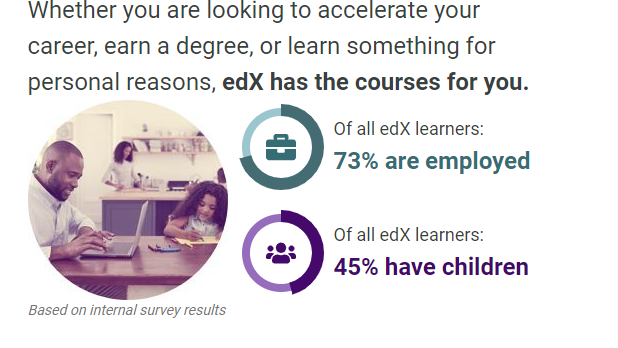 Whether you are looking to accelerate your
career, earn a degree, or learn something for
personal reasons, edX has the courses for you.
Of all edX learners:
73% are employed
Of all edX learners:
45% have children
Based on internal survey results